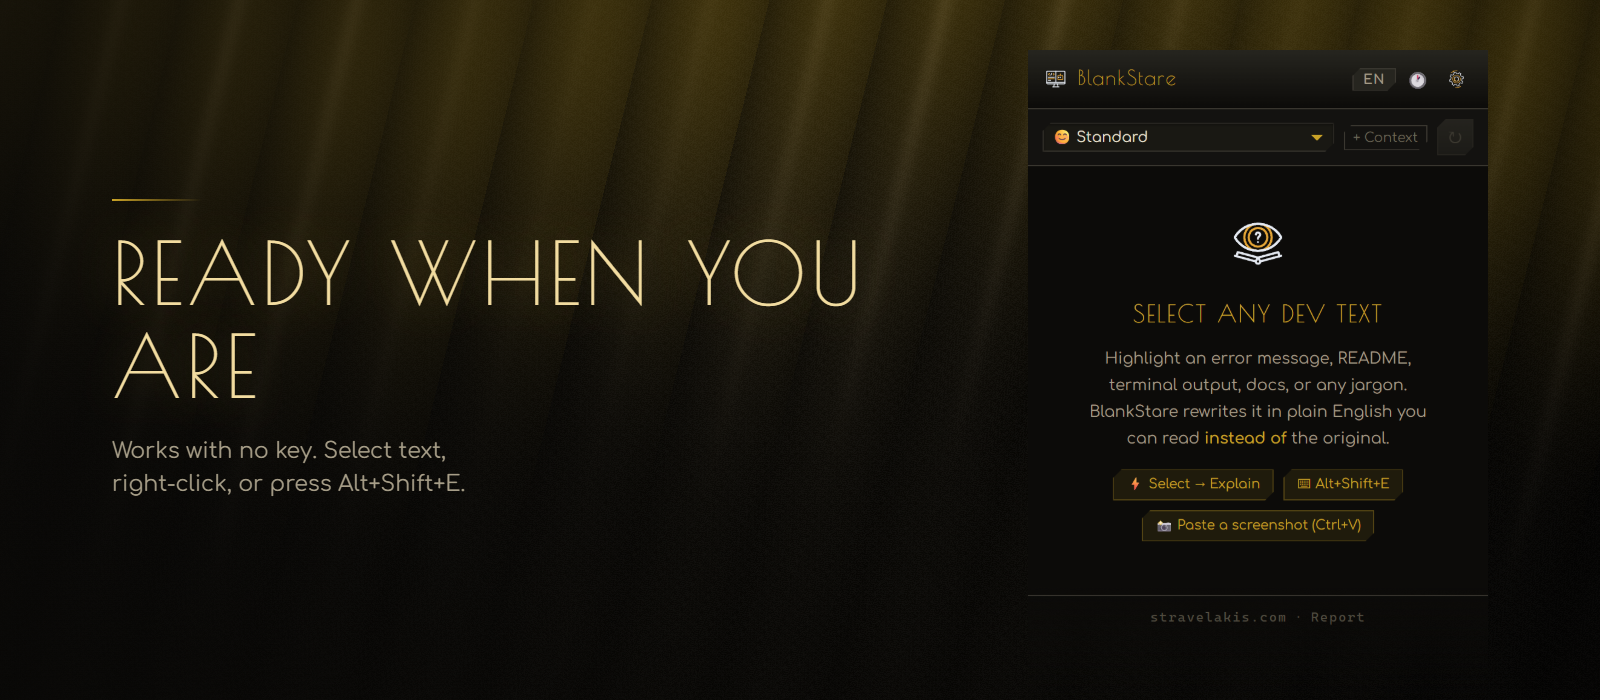 READY WHEN YOU
ARE
Works with no key. Select text,
right-click, or press Alt+Shift+E.
BlankStare
EN
Standard
+ Context
?
SELECT ANY DEV TEXT
Highlight an error message, README,
terminal output, docs, or any jargon.
BlankStare rewrites it in plain English you
can read instead of the original.
Select → Explain
Alt+Shift+E
Paste a screenshot (Ctrl+V)
stravelakis.com · Report